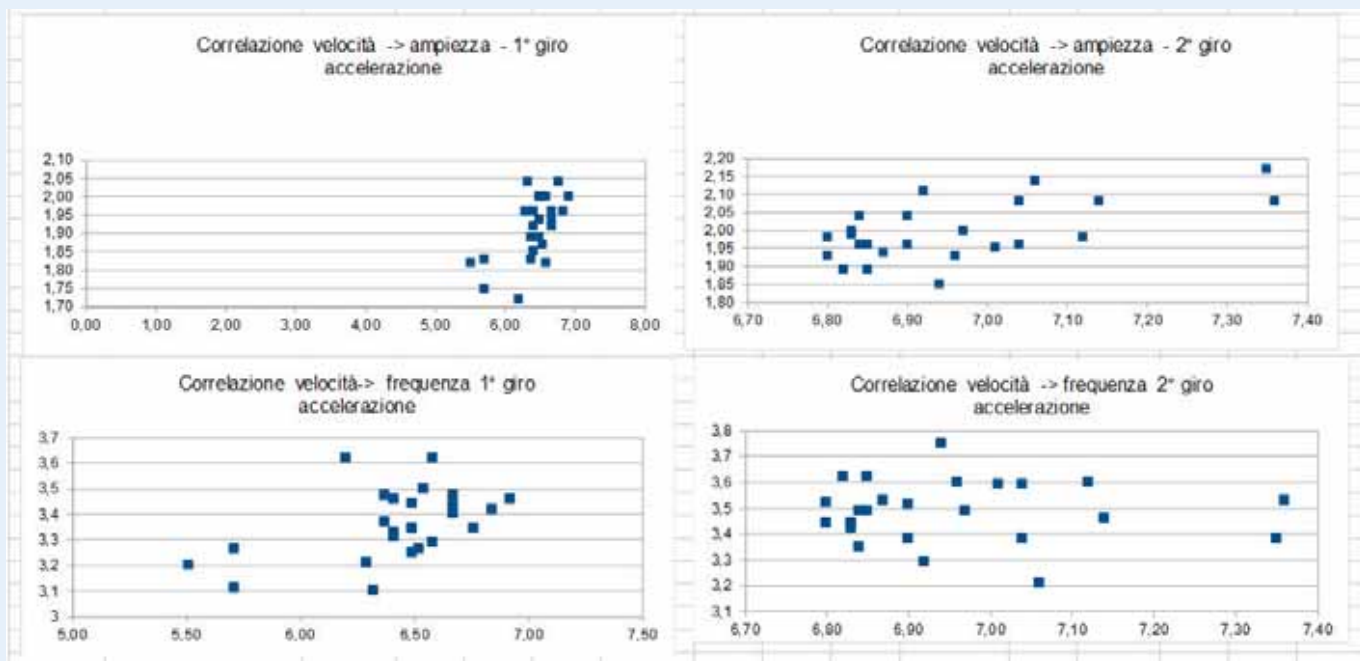 Correlazione velocità -> ampiezza - 1° giro
accelerazione
2,10
2,05
2,00
1,95
1,90
1,85
1,80
1,75
1,70
0,00 1,00 2,00 3,00 4,00 5,00 6,00 7,00 8,00
Correlazione velocità -> ampiezza - 2° giro
accelerazione
2,20
2,15
2,10
2,05
2,00
1,95
1,90
1,85
1,80
6,70 6,80 6,90 7,00 7,10 7,20 7,30 7,40
Correlazione velocità-> frequenza 1° giro
accelerazione
3,7
3,6
3,5
3,4
3,3
3,2
3,1
3
5,00 5,50 6,00 6,50 7,00 7,50
Correlazione velocità -> frequenza 2° giro
accelerazione
3,8
3,7
3,6
3,5
3,4
3,3
3,2
3,1
6,70 6,80 6,90 7,00 7,10 7,20 7,30 7,40